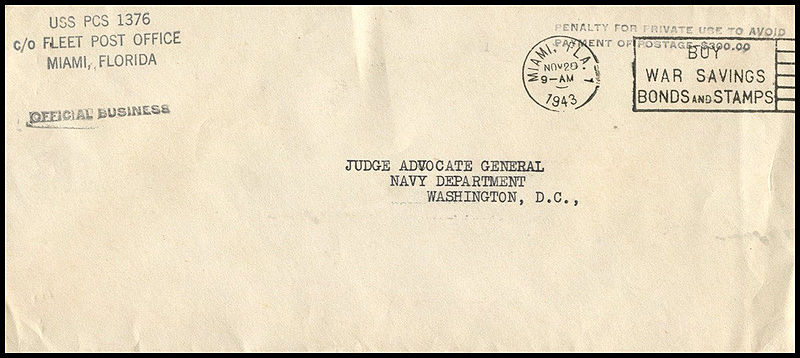 USS PCS 1376
c/o FLEET POST OFFICE
MIAMI, FLORIDA
OFFICIAL BUSINESS
PENALTY FOR PRIVATE USE TO AVOID
PAYMENT OF POSTAGE-$300.00
MIAMI, FLA. 1
NOV 20
9-AM
1943
BUY
WAR SAVINGS
BONDS AND STAMPS
JUDGE ADVOCATE GENERAL
NAVY DEPARTMENT
WASHINGTON, D.C.,